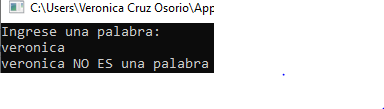 C:\Users\Veronica Cruz Osorio\App
Ingrese una palabra:
veronica
veronica NO ES una palabra